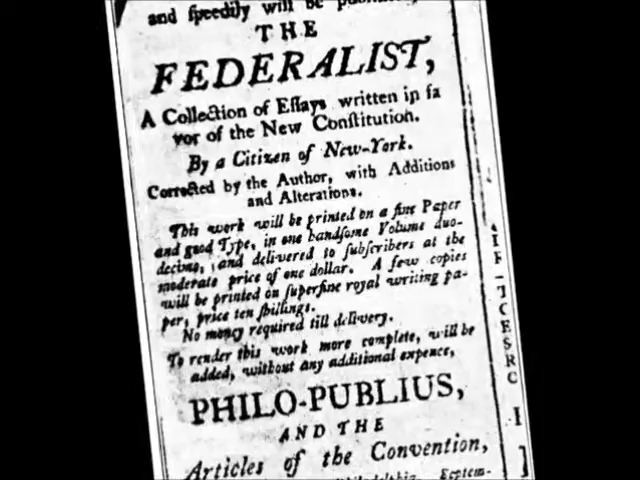 and ſpeedily will be publiſhed,
THE
FEDERALIST,
A Collection of Eſſays written in fa
vor of the New Conſtitution.
By a Citizen of New-York.
Corrected by the Author, with Additions
and Alterations.
This work will be printed on a fine Paper
and good Type, in one handſome Volume duo-
decimo, and delivered to ſubſcribers at the
moderate price of one dollar. A few copies
will be printed on ſuperfine royal writing pa-
per, price ten ſhillings.
No money required till delivery.
To render this work more complete, will be
added, without any additional expence,
PHILO-PUBLIUS,
AND THE
Articles of the Convention,
Philadelphia, Septem-